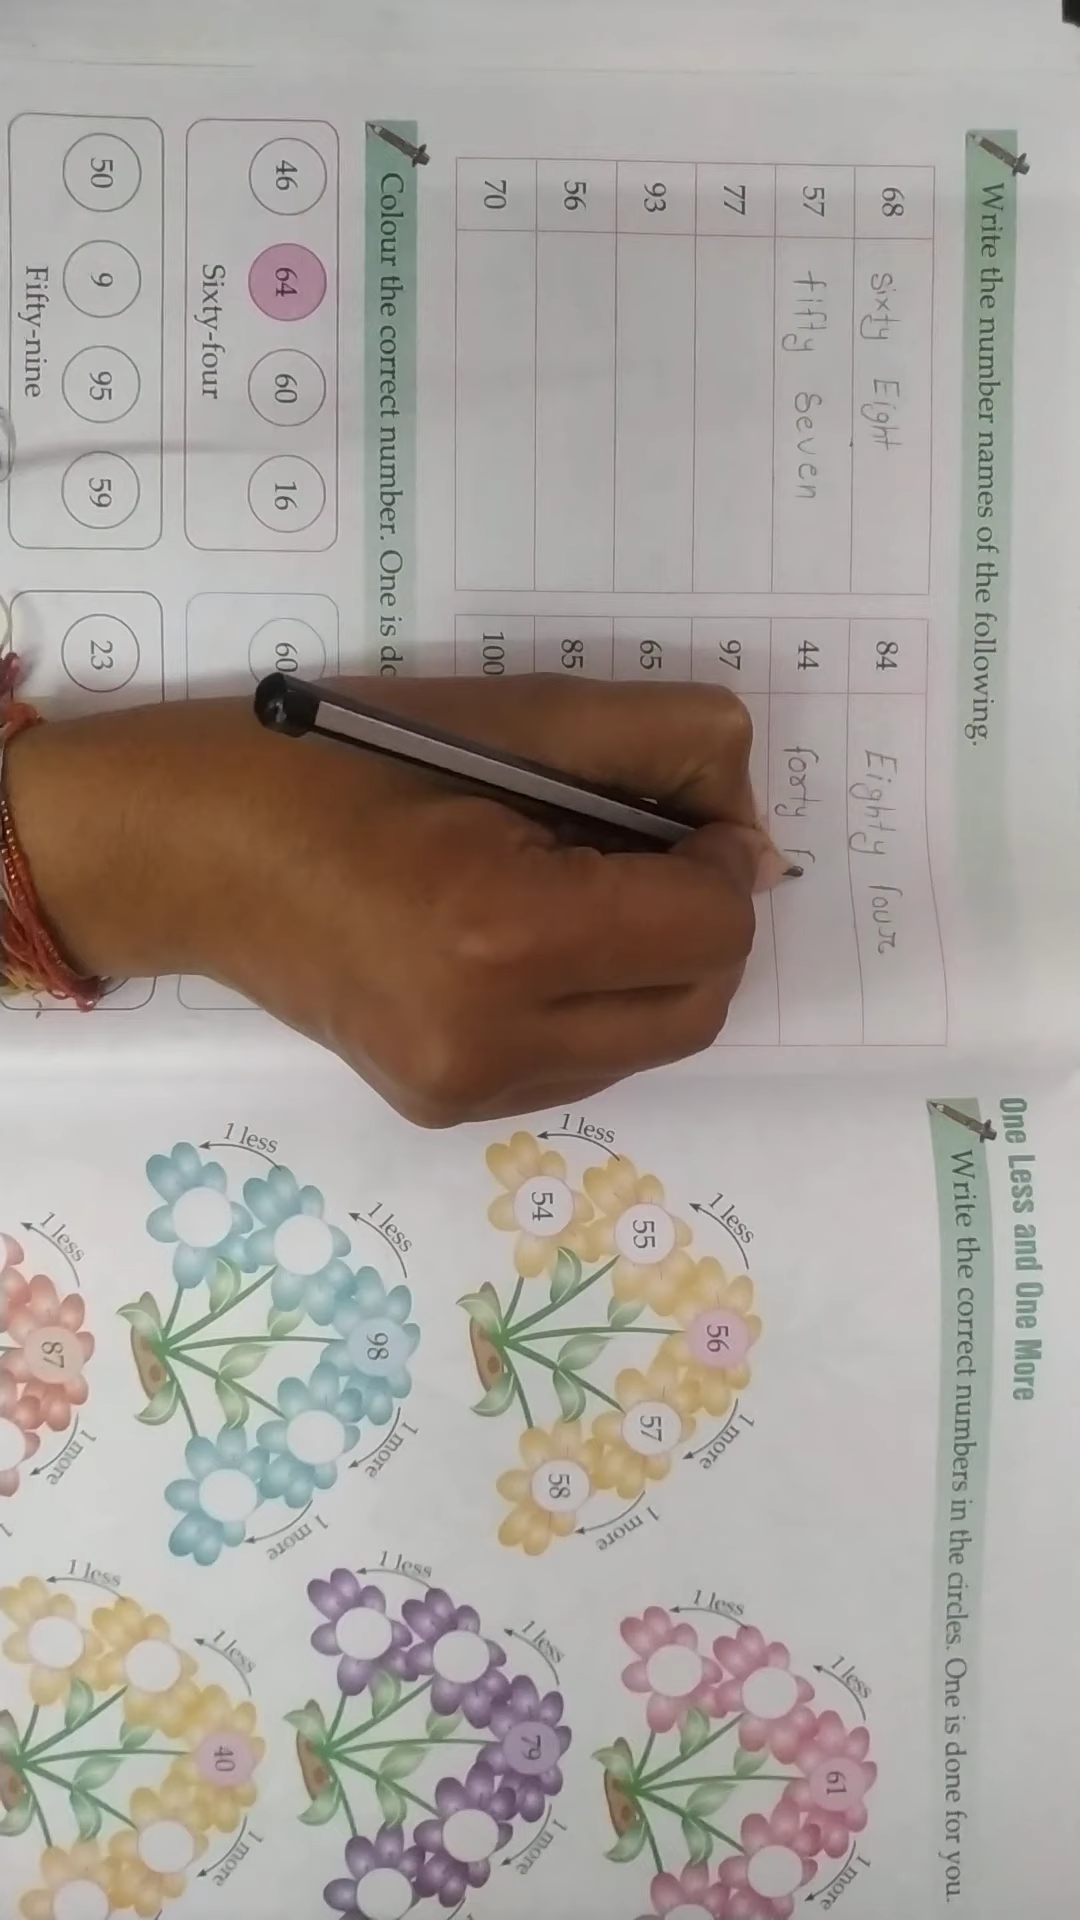 Write the number names of the following.
68 sixty Eight
84 Eighty four
57 fifty Seven
44 forty f
77
97
93
65
56
85
70
100
Colour the correct number. One is
46 64 60 16
Sixty-four
60
50 9 95 59
Fifty-nine
23
One Less and One More
Write the correct numbers in the circles. One is done for you.
1 less 1 less 1 more 1 more
54 55 56 57 58
1 less 1 less 1 more
61
1 less 1 less 1 more 1 more
98
1 less 1 less 1 more
79
1 less 1 more
87
1 less 1 less 1 more
40